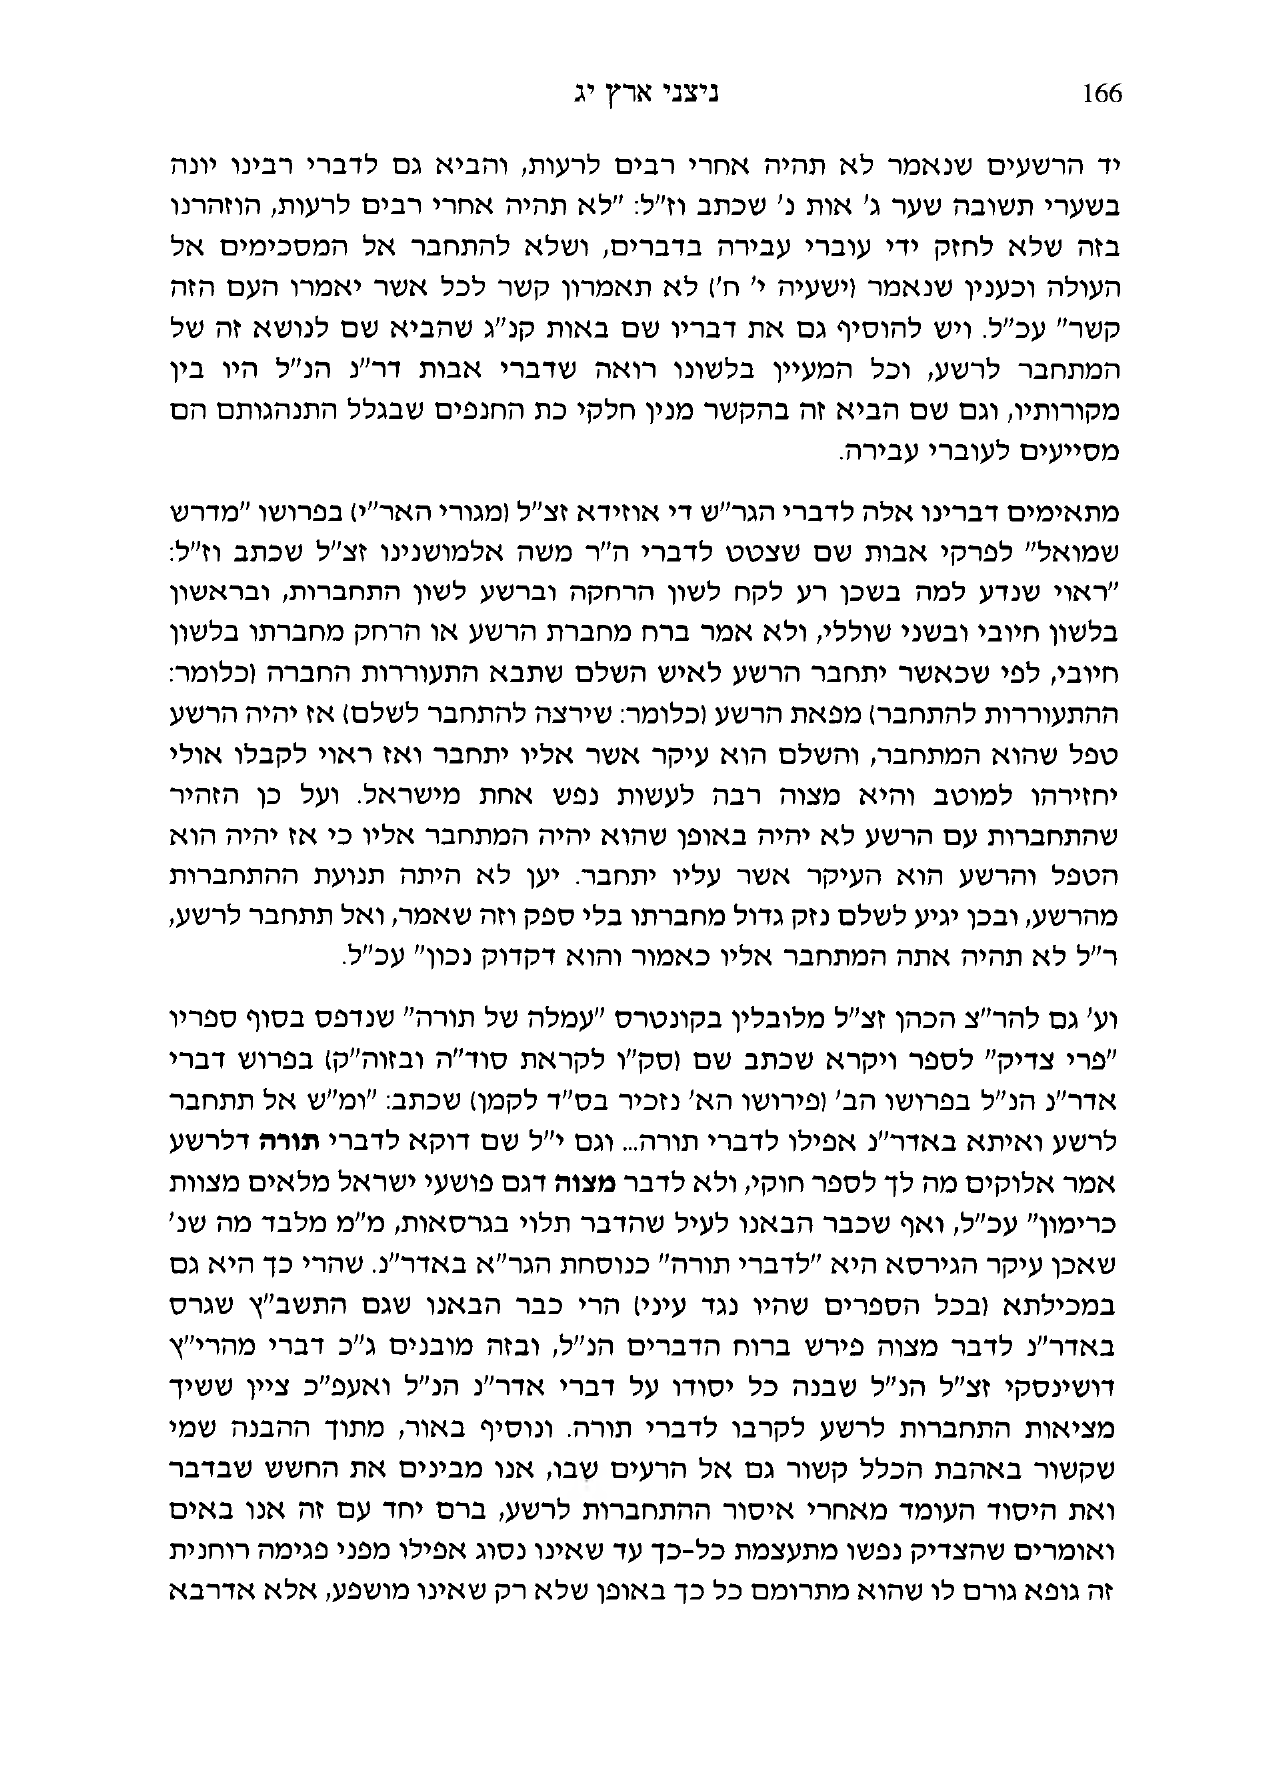 166 ניצני ארץ יג
יד הרשעים שנאמר לא תהיה אחרי רבים לרעות, והביא גם לדברי רבינו יונה
בשערי תשובה שער ג' אות נ' שכתב וז"ל: "לא תהיה אחרי רבים לרעות, הוזהרנו
בזה שלא לחזק ידי עוברי עבירה בדברים, ושלא להתחבר אל המסכימים אל
העולה וכענין שנאמר (ישעיה י' ח') לא תאמרון קשר לכל אשר יאמרו העם הזה
קשר" עכ"ל. ויש להוסיף גם את דבריו שם באות קנ"ג שהביא שם לנושא זה של
המתחבר לרשע, וכל המעיין בלשונו רואה שדברי אבות דר"נ הנ"ל היו בין
מקורותיו, וגם שם הביא זה בהקשר מנין חלקי כת החנפים שבגלל התנהגותם הם
מסייעים לעוברי עבירה.
מתאימים דברינו אלה לדברי הגר"ש די אוזידא זצ"ל (מגורי האר"י) בפרושו "מדרש
שמואל" לפרקי אבות שם שצטט לדברי ה"ר משה אלמושנינו זצ"ל שכתב וז"ל:
"ראוי שנדע למה בשכן רע לקח לשון הרחקה וברשע לשון התחברות, ובראשון
בלשון חיובי ובשני שוללי, ולא אמר ברח מחברת הרשע או הרחק מחברתו בלשון
חיובי, לפי שכאשר יתחבר הרשע לאיש השלם שתבא התעוררות החברה (כלומר:
ההתעוררות להתחבר) מפאת הרשע (כלומר: שירצה להתחבר לשלם) אז יהיה הרשע
טפל שהוא המתחבר, והשלם הוא עיקר אשר אליו יתחבר ואז ראוי לקבלו אולי
יחזירהו למוטב והיא מצוה רבה לעשות נפש אחת מישראל. ועל כן הזהיר
שהתחברות עם הרשע לא יהיה באופן שהוא יהיה המתחבר אליו כי אז יהיה הוא
הטפל והרשע הוא העיקר אשר עליו יתחבר. יען לא היתה תנועת ההתחברות
מהרשע, ובכן יגיע לשלם נזק גדול מחברתו בלי ספק וזה שאמר, ואל תתחבר לרשע,
ר"ל לא תהיה אתה המתחבר אליו כאמור והוא דקדוק נכון" עכ"ל.
וע' גם להר"צ הכהן זצ"ל מלובלין בקונטרס "עמלה של תורה" שנדפס בסוף ספריו
"פרי צדיק" לספר ויקרא שכתב שם (סק"ו לקראת סוד"ה ובזוה"ק) בפרוש דברי
אדר"נ הנ"ל בפרושו הב' (פירושו הא' נזכיר בס"ד לקמן) שכתב: "ומ"ש אל תתחבר
לרשע ואיתא באדר"נ אפילו לדברי תורה... וגם י"ל שם דוקא לדברי תורה דלרשע
אמר אלוקים מה לך לספר חוקי, ולא לדבר מצוה דגם פושעי ישראל מלאים מצוות
כרימון" עכ"ל, ואף שכבר הבאנו לעיל שהדבר תלוי בגרסאות, מ"מ מלבד מה שנ'
שאכן עיקר הגירסא היא "לדברי תורה" כנוסחת הגר"א באדר"נ. שהרי כך היא גם
במכילתא (בכל הספרים שהיו נגד עיני) הרי כבר הבאנו שגם התשב"ץ שגרס
באדר"נ לדבר מצוה פירש ברוח הדברים הנ"ל, ובזה מובנים ג"כ דברי מהרי"ץ
דושינסקי זצ"ל הנ"ל שבנה כל יסודו על דברי אדר"נ הנ"ל ואעפ"כ ציין ששיך
מציאות התחברות לרשע לקרבו לדברי תורה. ונוסיף באור, מתוך ההבנה שמי
שקשור באהבת הכלל קשור גם אל הרעים שבו, אנו מבינים את החשש שבדבר
ואת היסוד העומד מאחרי איסור ההתחברות לרשע, ברם יחד עם זה אנו באים
ואומרים שהצדיק נפשו מתעצמת כל-כך עד שאינו נסוג אפילו מפני פגימה רוחנית
זה גופא גורם לו שהוא מתרומם כל כך באופן שלא רק שאינו מושפע, אלא אדרבא